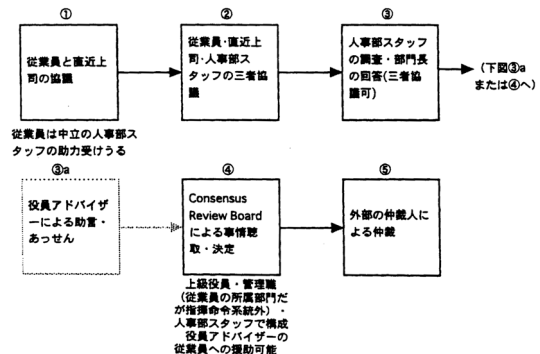 ①
従業員と直近上
司の協議
従業員は中立の人事部ス
タッフの助力受けうる
②
従業員・直近上
司・人事部ス
タッフの三者協
議
③
人事部スタッフ
の調査・部門長
の回答(三者協
議可)
(下図③a
または④へ)
③a
役員アドバイザ
ーによる助言・
あっせん
④
Consensus
Review Board
による事情聴
取・決定
上級役員・管理職
(従業員の所属部門だ
が指揮命令系統外)・
人事部スタッフで構成
役員アドバイザーの
従業員への援助可能
⑤
外部の仲裁人に
よる仲裁